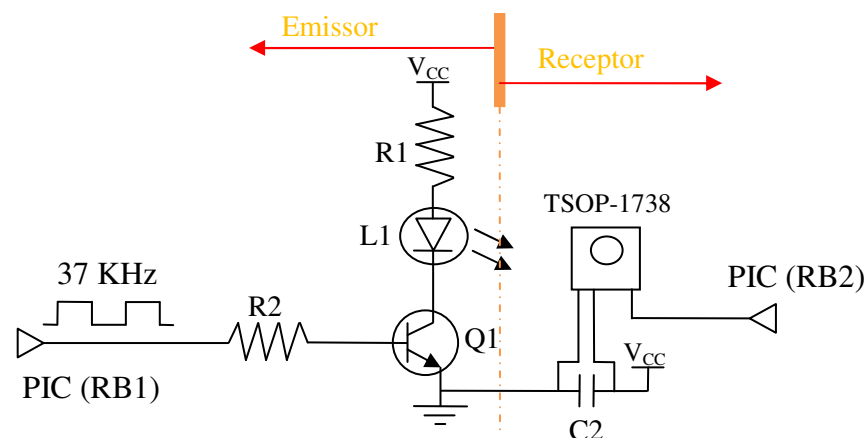 Emissor
Receptor
VCC
R1
TSOP-1738
L1
37 KHz
R2
PIC (RB2)
Q1
VCC
PIC (RB1)
C2